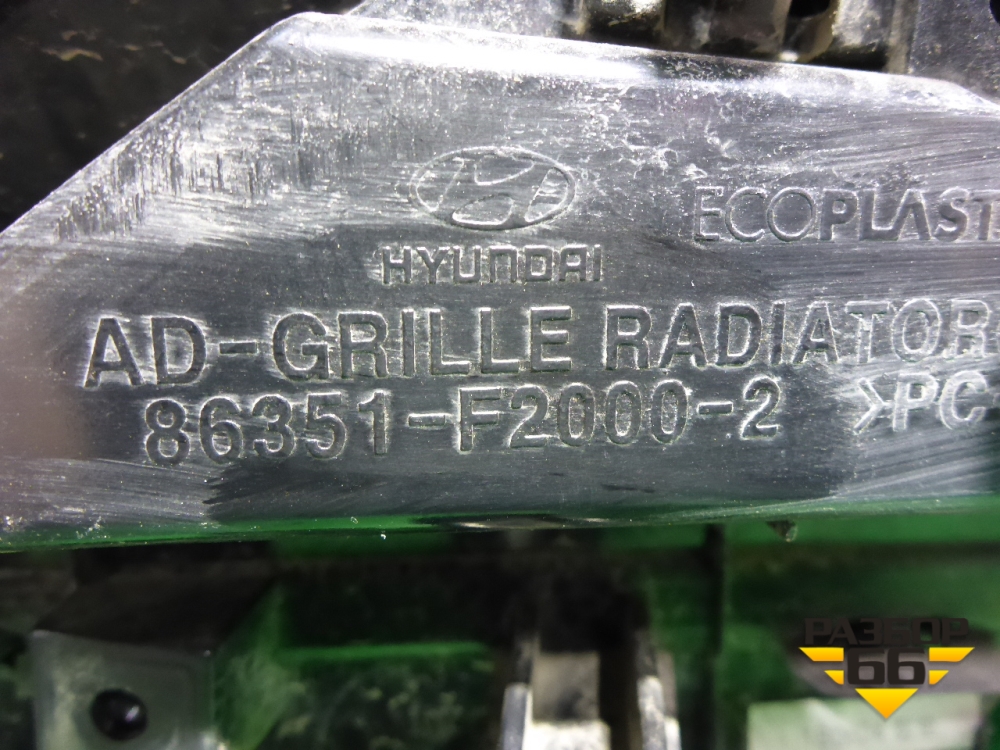 ECOPLAST
HYUNDAI
AD-GRILLE RADIATOR
86351-F2000-2 >PC
РАЗБОР
66